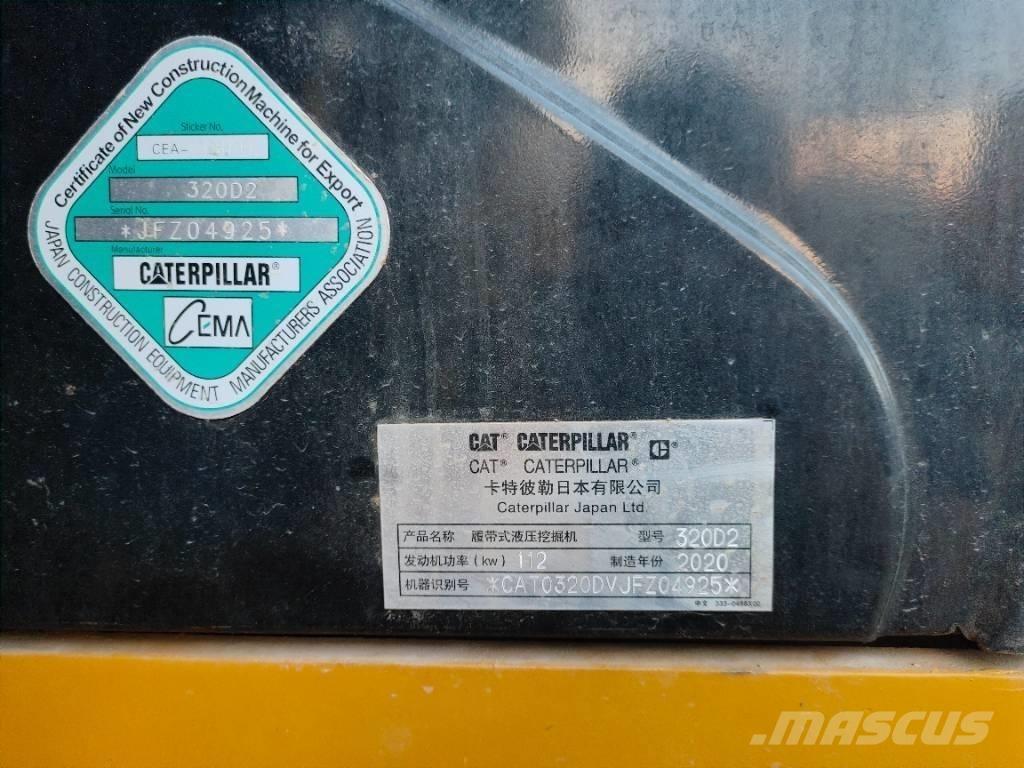 Certificate of New Construction Machine for Export
Sticker No.
CEA-
Model
320D2
Serial No.
*JFZ04925*
Manufacturer
CATERPILLAR®
CEMA
JAPAN CONSTRUCTION EQUIPMENT MANUFACTURERS ASSOCIATION
CAT® CATERPILLAR® C®
CAT® CATERPILLAR®
卡特彼勒日本有限公司
Caterpillar Japan Ltd.
产品名称 履带式液压挖掘机 型号 320D2
发动机功率(kw) 112 制造年份 2020
机器识别号 *CAT0320DVJFZ04925*
中文
MASCUS